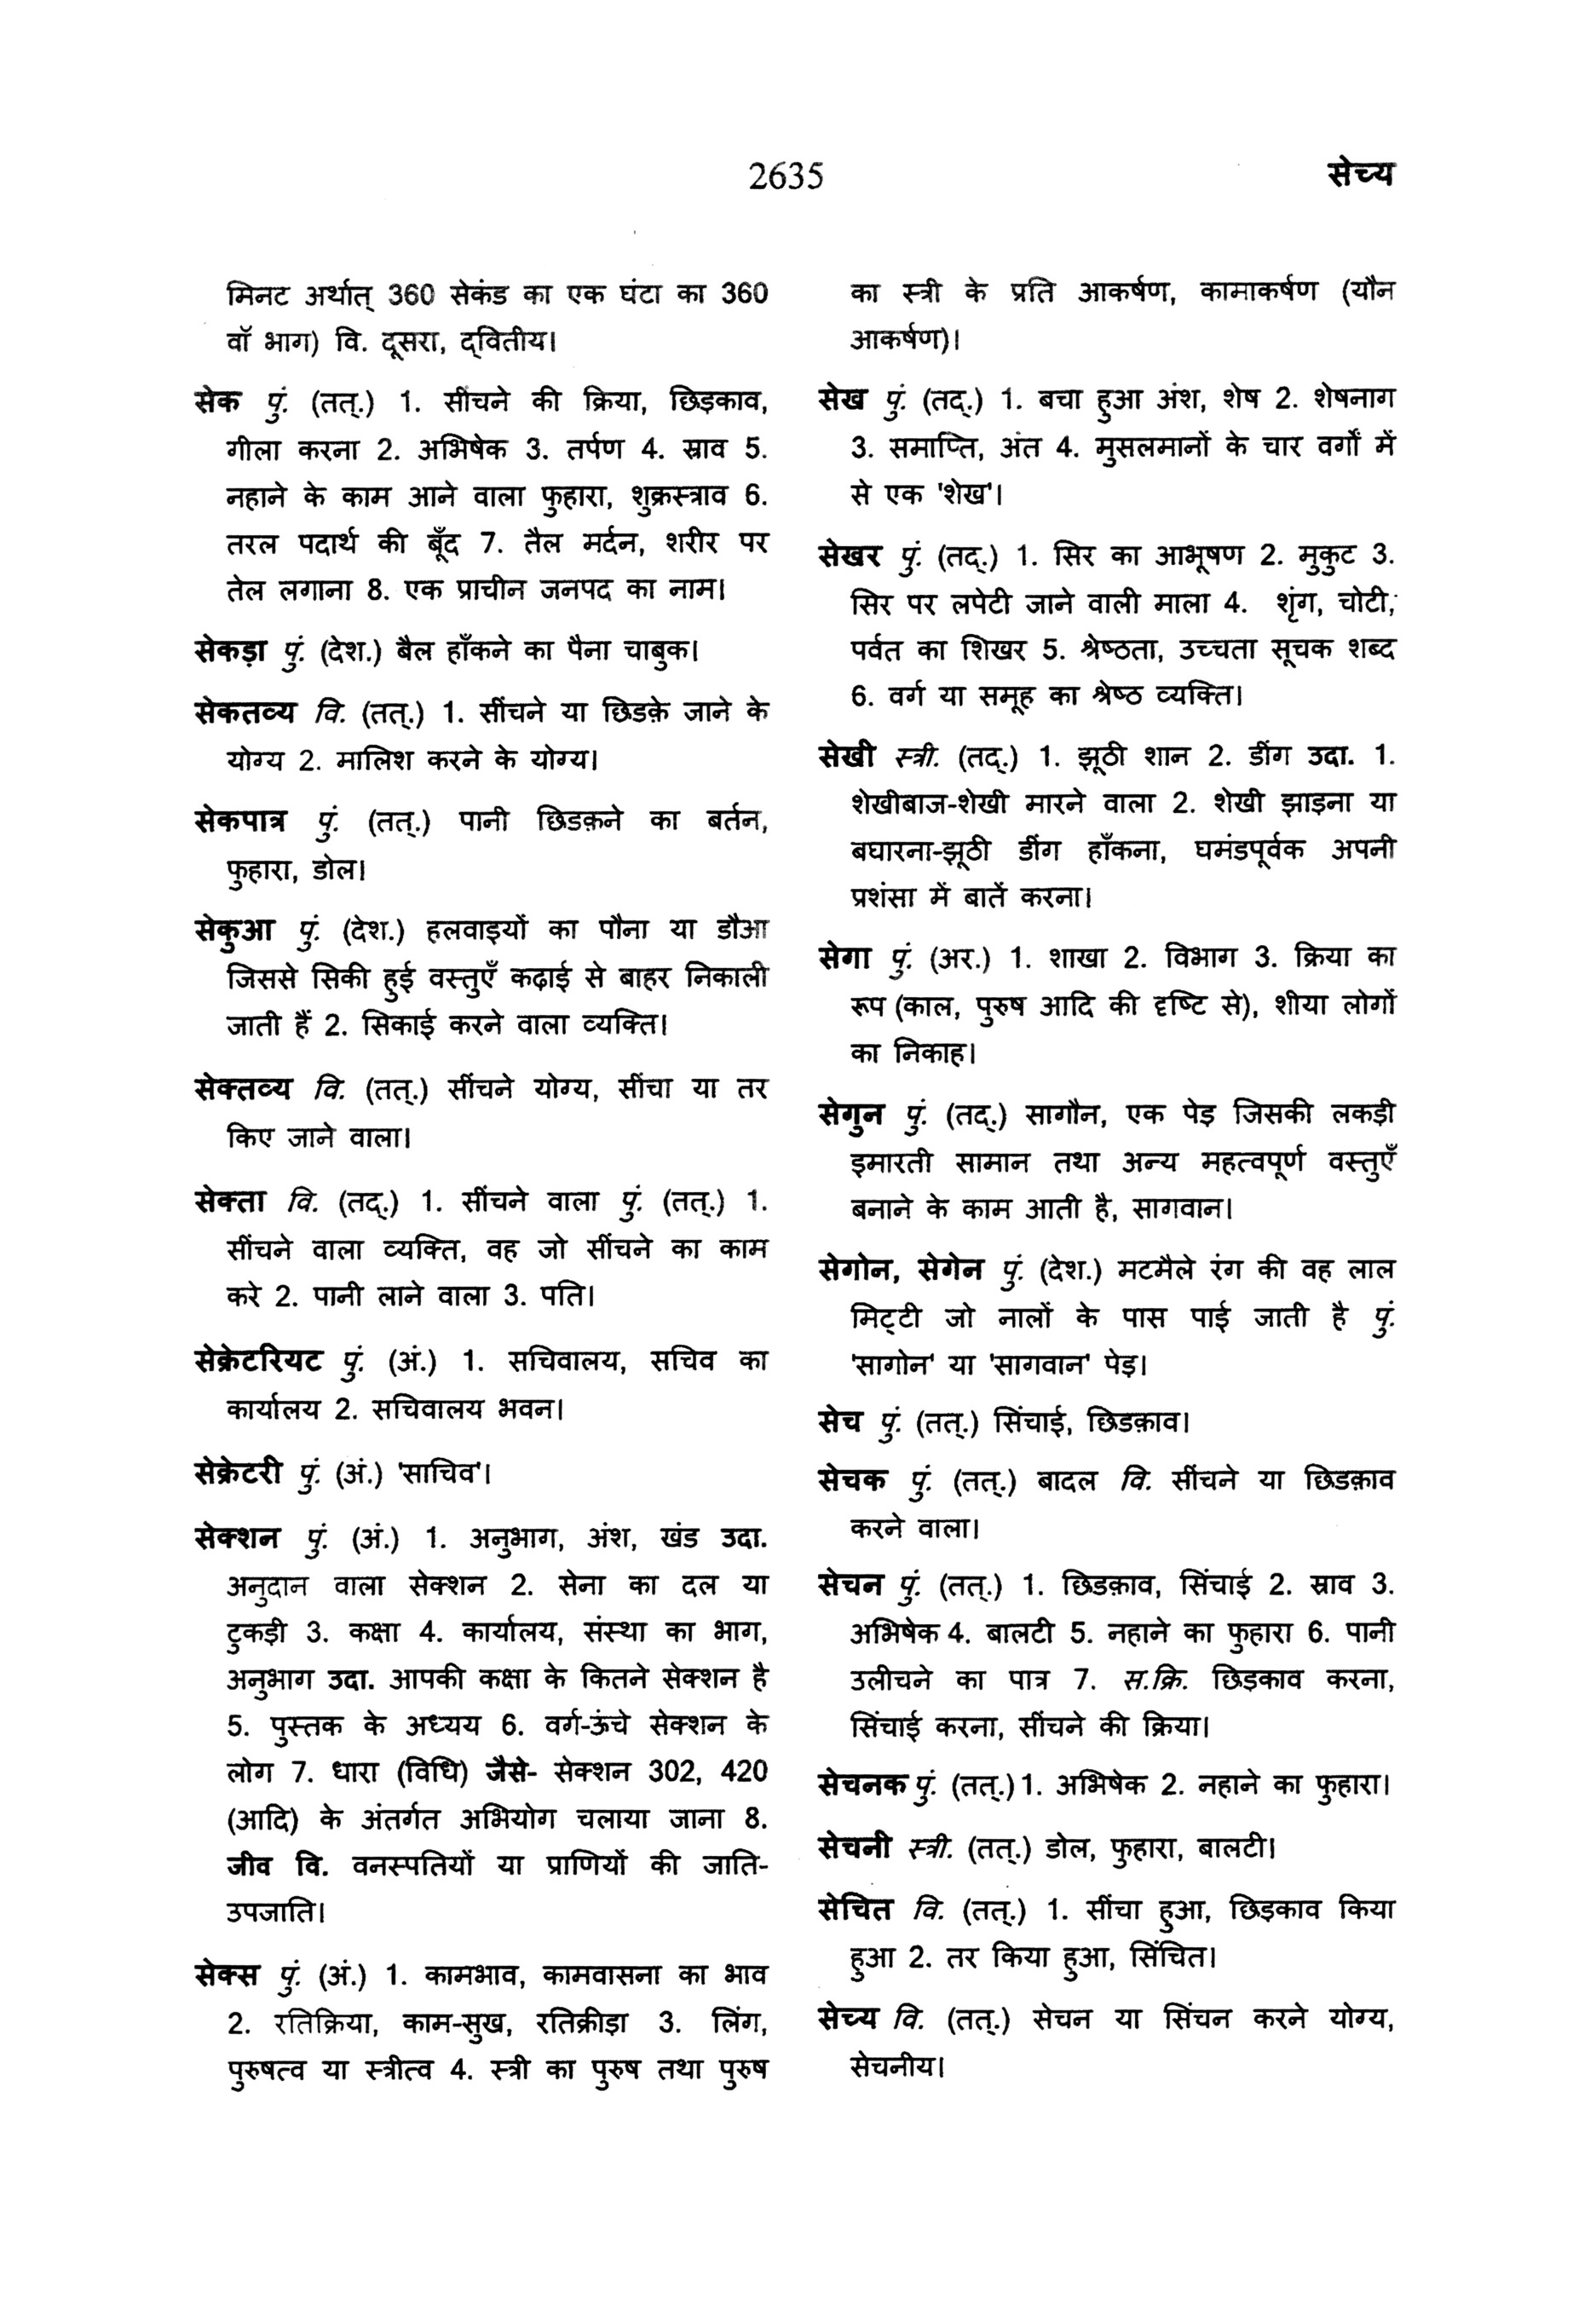 2635
सेच्य
मिनट अर्थात् 360 सेकंड का एक घंटा का 360
वॉ भाग) वि. दूसरा, द्वितीय।
सेक पुं. (तत्.) 1. सींचने की क्रिया, छिड़काव,
गीला करना 2. अभिषेक 3. तर्पण 4. स्राव 5.
नहाने के काम आने वाला फुहारा, शुक्रस्त्राव 6.
तरल पदार्थ की बूँद 7. तैल मर्दन, शरीर पर
तेल लगाना 8. एक प्राचीन जनपद का नाम।
सेकड़ा पुं. (देश.) बैल हाँकने का पैना चाबुक।
सेकतव्य वि. (तत्.) 1. सींचने या छिडक़े जाने के
योग्य 2. मालिश करने के योग्य।
सेकपात्र पुं. (तत्.) पानी छिडक़ने का बर्तन,
फुहारा, डोल।
सेकुआ पुं. (देश.) हलवाइयों का पौना या डौआ
जिससे सिकी हुई वस्तुएँ कढ़ाई से बाहर निकाली
जाती हैं 2. सिकाई करने वाला व्यक्ति।
सेक्तव्य वि. (तत्.) सींचने योग्य, सींचा या तर
किए जाने वाला।
सेक्ता वि. (तद्.) 1. सींचने वाला पुं. (तत्.) 1.
सींचने वाला व्यक्ति, वह जो सींचने का काम
करे 2. पानी लाने वाला 3. पति।
सेक्रेटरियट पुं. (अं.) 1. सचिवालय, सचिव का
कार्यालय 2. सचिवालय भवन।
सेक्रेटरी पुं. (अं.) 'साचिव'।
सेक्शन पुं. (अं.) 1. अनुभाग, अंश, खंड उदा.
अनुदान वाला सेक्शन 2. सेना का दल या
टुकड़ी 3. कक्षा 4. कार्यालय, संस्था का भाग,
अनुभाग उदा. आपकी कक्षा के कितने सेक्शन है
5. पुस्तक के अध्यय 6. वर्ग-ऊंचे सेक्शन के
लोग 7. धारा (विधि) जैसे- सेक्शन 302, 420
(आदि) के अंतर्गत अभियोग चलाया जाना 8.
जीव वि. वनस्पतियों या प्राणियों की जाति-
उपजाति।
सेक्स पुं. (अं.) 1. कामभाव, कामवासना का भाव
2. रतिक्रिया, काम-सुख, रतिक्रीड़ा 3. लिंग,
पुरुषत्व या स्त्रीत्व 4. स्त्री का पुरुष तथा पुरुष
का स्त्री के प्रति आकर्षण, कामाकर्षण (यौन
आकर्षण)।
सेख पुं. (तद्.) 1. बचा हुआ अंश, शेष 2. शेषनाग
3. समाप्ति, अंत 4. मुसलमानों के चार वर्गों में
से एक 'शेख'।
सेखर पुं. (तद्.) 1. सिर का आभूषण 2. मुकुट 3.
सिर पर लपेटी जाने वाली माला 4. शृंग, चोटी,
पर्वत का शिखर 5. श्रेष्ठता, उच्चता सूचक शब्द
6. वर्ग या समूह का श्रेष्ठ व्यक्ति।
सेखी स्त्री. (तद्.) 1. झूठी शान 2. डींग उदा. 1.
शेखीबाज-शेखी मारने वाला 2. शेखी झाड़ना या
बघारना-झूठी डींग हाँकना, घमंडपूर्वक अपनी
प्रशंसा में बातें करना।
सेगा पुं. (अर.) 1. शाखा 2. विभाग 3. क्रिया का
रूप (काल, पुरुष आदि की दृष्टि से), शीया लोगों
का निकाह।
सेगुन पुं. (तद्.) सागौन, एक पेड़ जिसकी लकड़ी
इमारती सामान तथा अन्य महत्वपूर्ण वस्तुएँ
बनाने के काम आती है, सागवान।
सेगोन, सेगेन पुं. (देश.) मटमैले रंग की वह लाल
मिट्टी जो नालों के पास पाई जाती है पुं.
'सागोन' या 'सागवान' पेड़।
सेच पुं. (तत्.) सिंचाई, छिडक़ाव।
सेचक पुं. (तत्.) बादल वि. सींचने या छिडक़ाव
करने वाला।
सेचन पुं. (तत्.) 1. छिडक़ाव, सिंचाई 2. स्राव 3.
अभिषेक 4. बालटी 5. नहाने का फुहारा 6. पानी
उलीचने का पात्र 7. स.क्रि. छिड़काव करना,
सिंचाई करना, सींचने की क्रिया।
सेचनक पुं. (तत्.) 1. अभिषेक 2. नहाने का फुहारा।
सेचनी स्त्री. (तत्.) डोल, फुहारा, बालटी।
सेचित वि. (तत्.) 1. सींचा हुआ, छिड़काव किया
हुआ 2. तर किया हुआ, सिंचित।
सेच्य वि. (तत्.) सेचन या सिंचन करने योग्य,
सेचनीय।